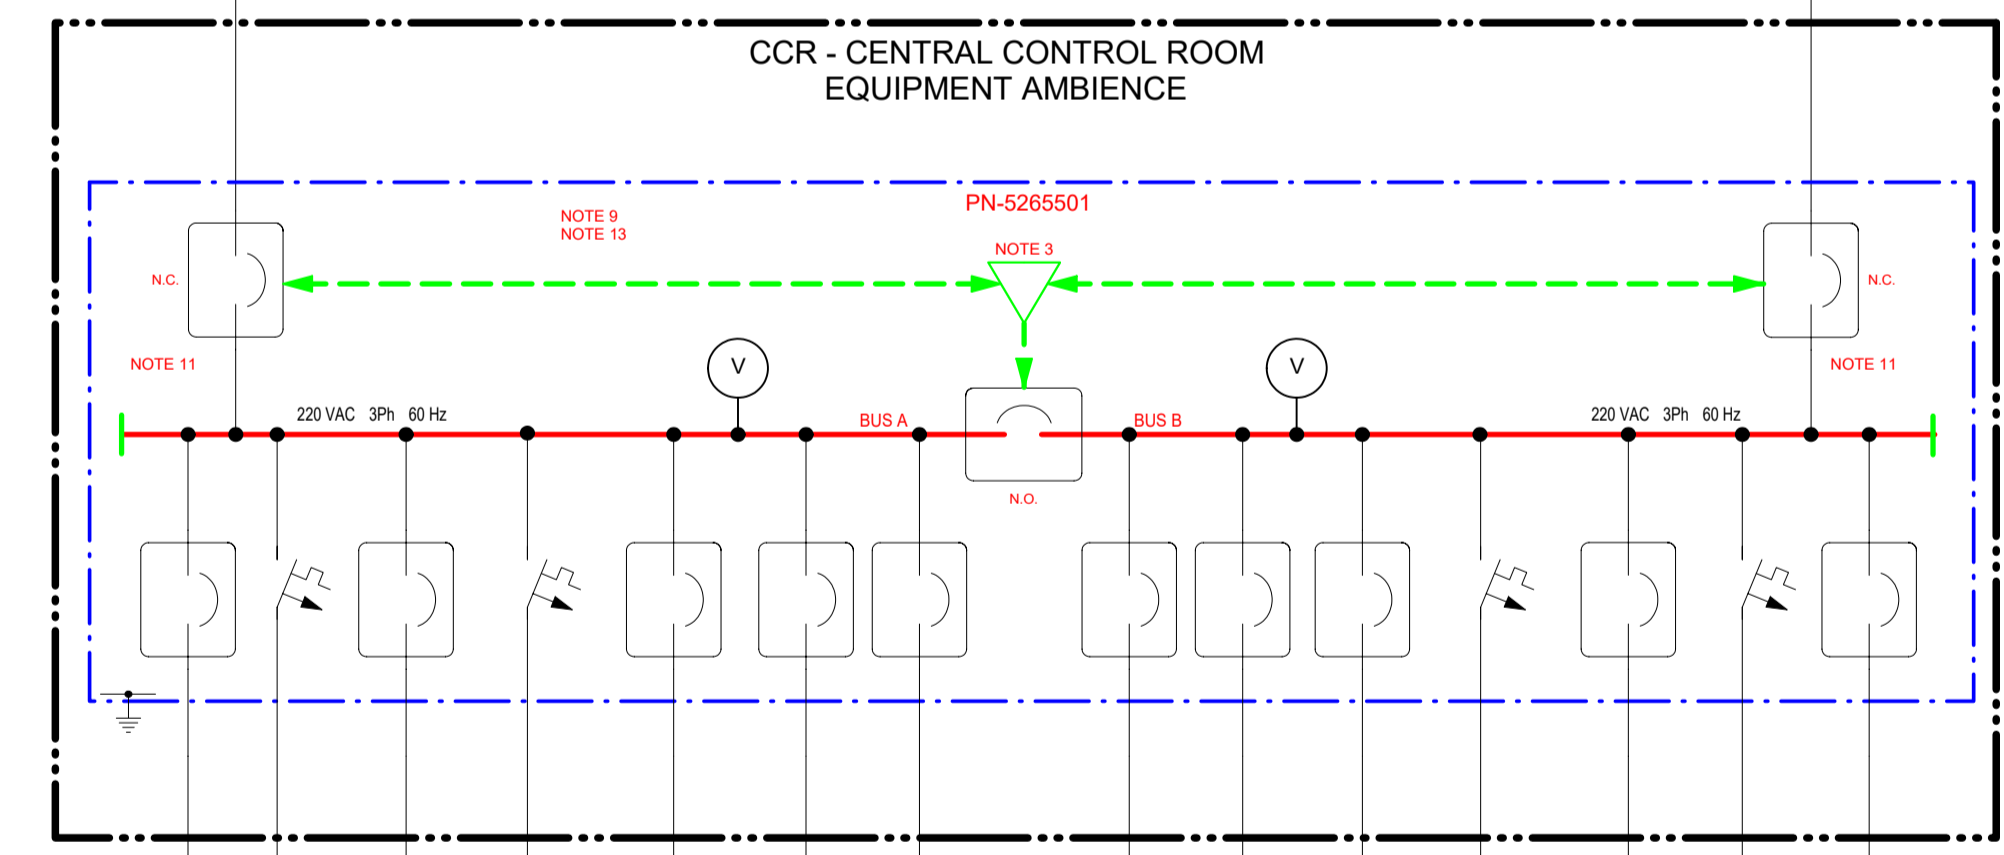 CCR - CENTRAL CONTROL ROOM
EQUIPMENT AMBIENCE
PN-5265501
NOTE 9
NOTE 13
NOTE 3
N.C.
N.C.
NOTE 11
V
V
NOTE 11
220 VAC 3Ph 60 Hz
BUS A
BUS B
220 VAC 3Ph 60 Hz
N.O.